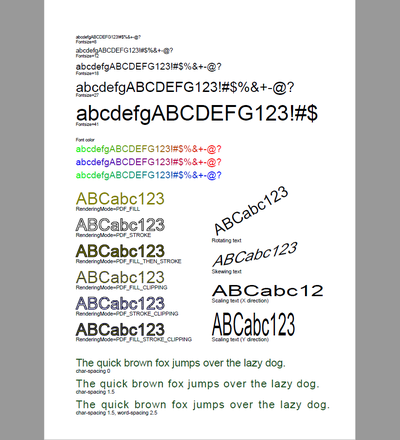 abcdefgABCDEFG123!#$%&+-@?
Fontsize=8
abcdefgABCDEFG123!#$%&+-@?
Fontsize=12
abcdefgABCDEFG123!#$%&+-@?
Fontsize=18
abcdefgABCDEFG123!#$%&+-@?
Fontsize=27
abcdefgABCDEFG123!#$
Fontsize=41
Font color
abcdefgABCDEFG123!#$%&+-@?
abcdefgABCDEFG123!#$%&+-@?
abcdefgABCDEFG123!#$%&+-@?
ABCabc123
RenderingMode=PDF_FILL
ABCabc123
RenderingMode=PDF_STROKE
ABCabc123
RenderingMode=PDF_FILL_THEN_STROKE
ABCabc123
RenderingMode=PDF_FILL_CLIPPING
ABCabc123
RenderingMode=PDF_STROKE_CLIPPING
ABCabc123
RenderingMode=PDF_FILL_STROKE_CLIPPING
ABCabc123
Rotating text
ABCabc123
Skewing text
ABCabc12
Scaling text (X direction)
ABCabc123
Scaling text (Y direction)
The quick brown fox jumps over the lazy dog.
char-spacing 0
The quick brown fox jumps over the lazy dog.
char-spacing 1.5
The quick brown fox jumps over the lazy dog.
char-spacing 1.5, word-spacing 2.5